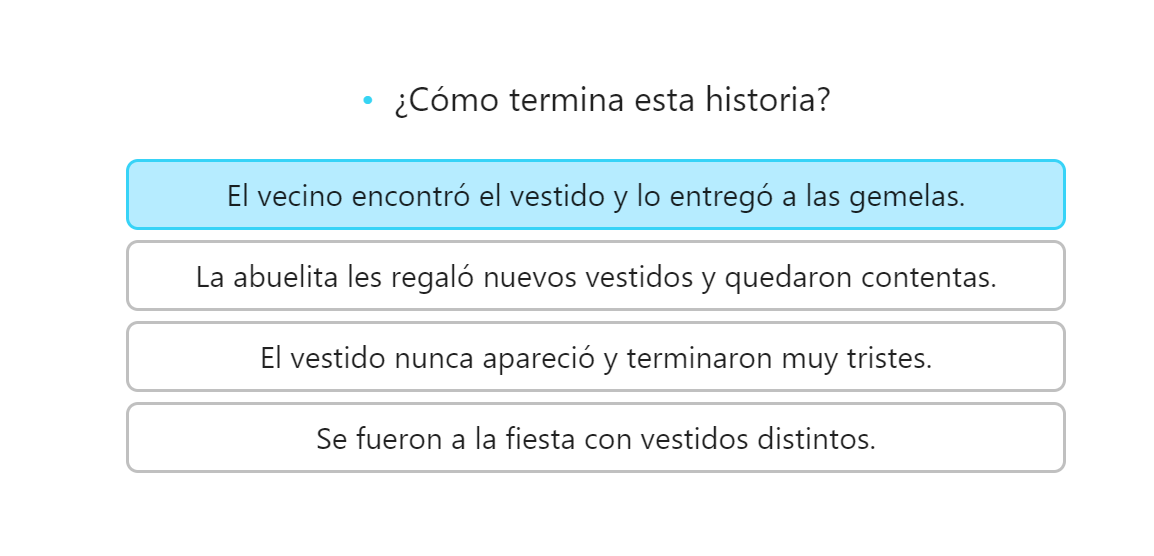 • ¿Cómo termina esta historia?
El vecino encontró el vestido y lo entregó a las gemelas.
La abuelita les regaló nuevos vestidos y quedaron contentas.
El vestido nunca apareció y terminaron muy tristes.
Se fueron a la fiesta con vestidos distintos.